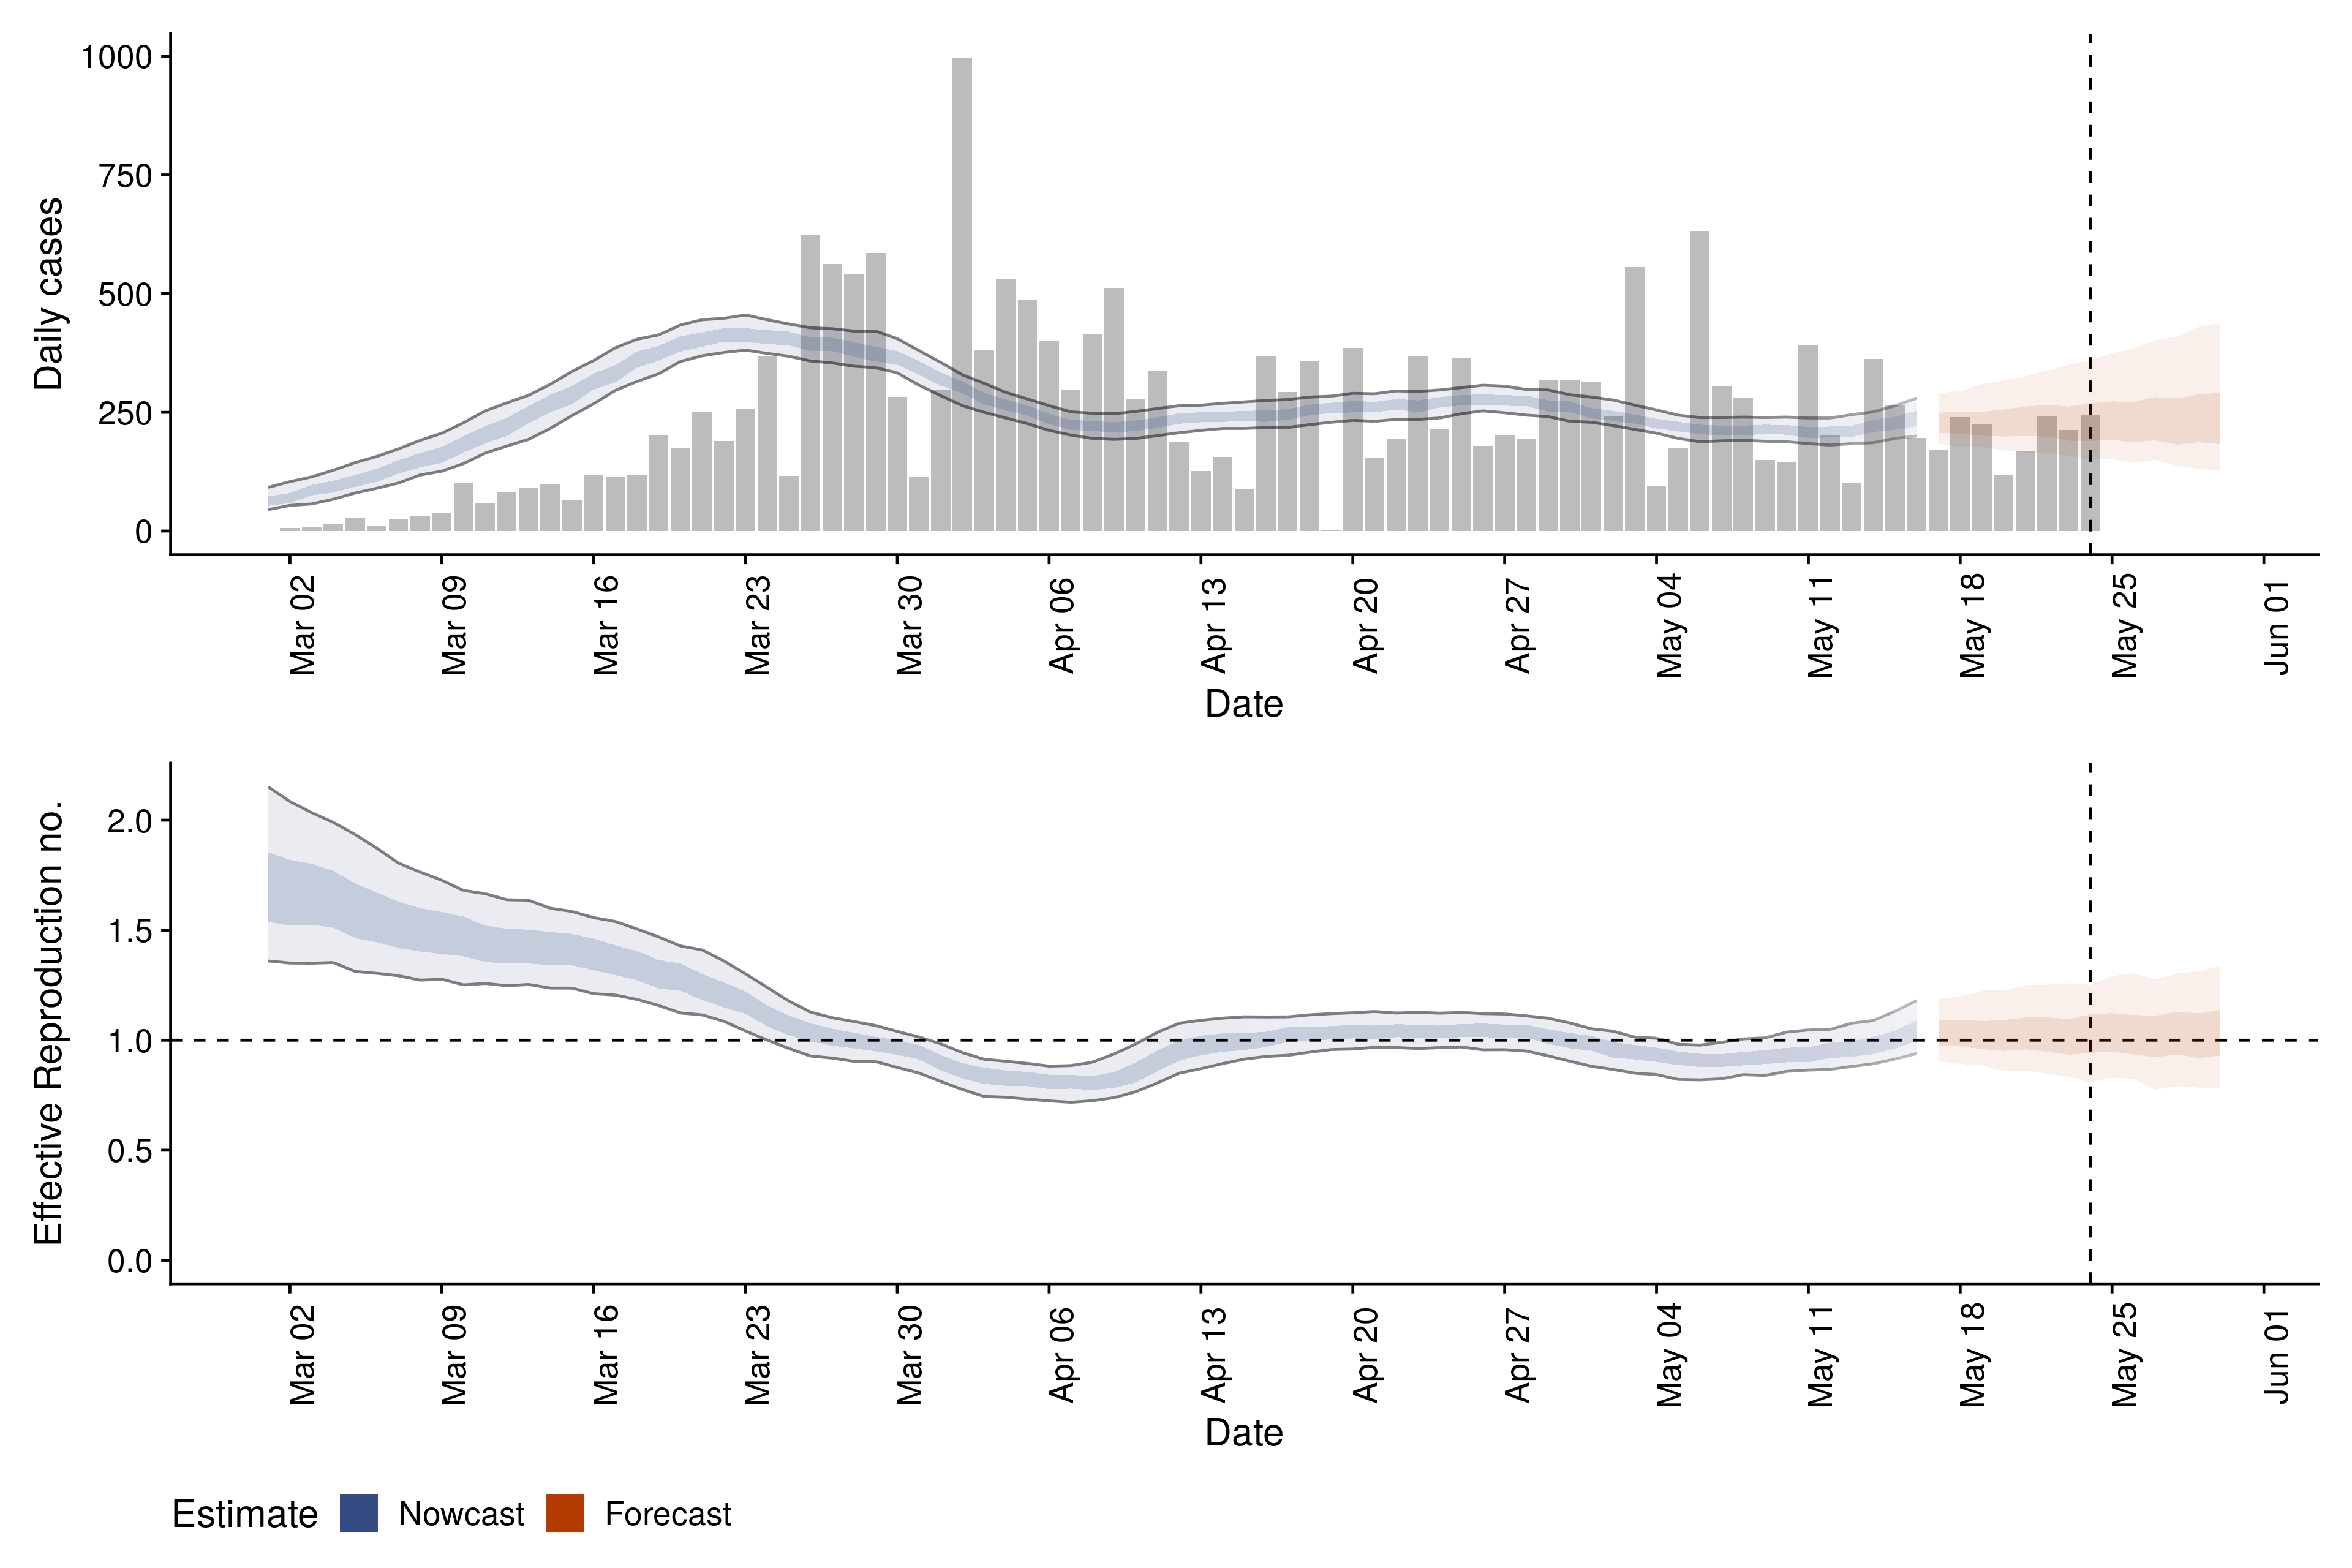 1000
750
500
250
0
Daily cases
Mar 02
Mar 09
Mar 16
Mar 23
Mar 30
Apr 06
Apr 13
Apr 20
Apr 27
May 04
May 11
May 18
May 25
Jun 01
Date
2.0
1.5
1.0
0.5
0.0
Effective Reproduction no.
Mar 02
Mar 09
Mar 16
Mar 23
Mar 30
Apr 06
Apr 13
Apr 20
Apr 27
May 04
May 11
May 18
May 25
Jun 01
Date
Estimate Nowcast Forecast